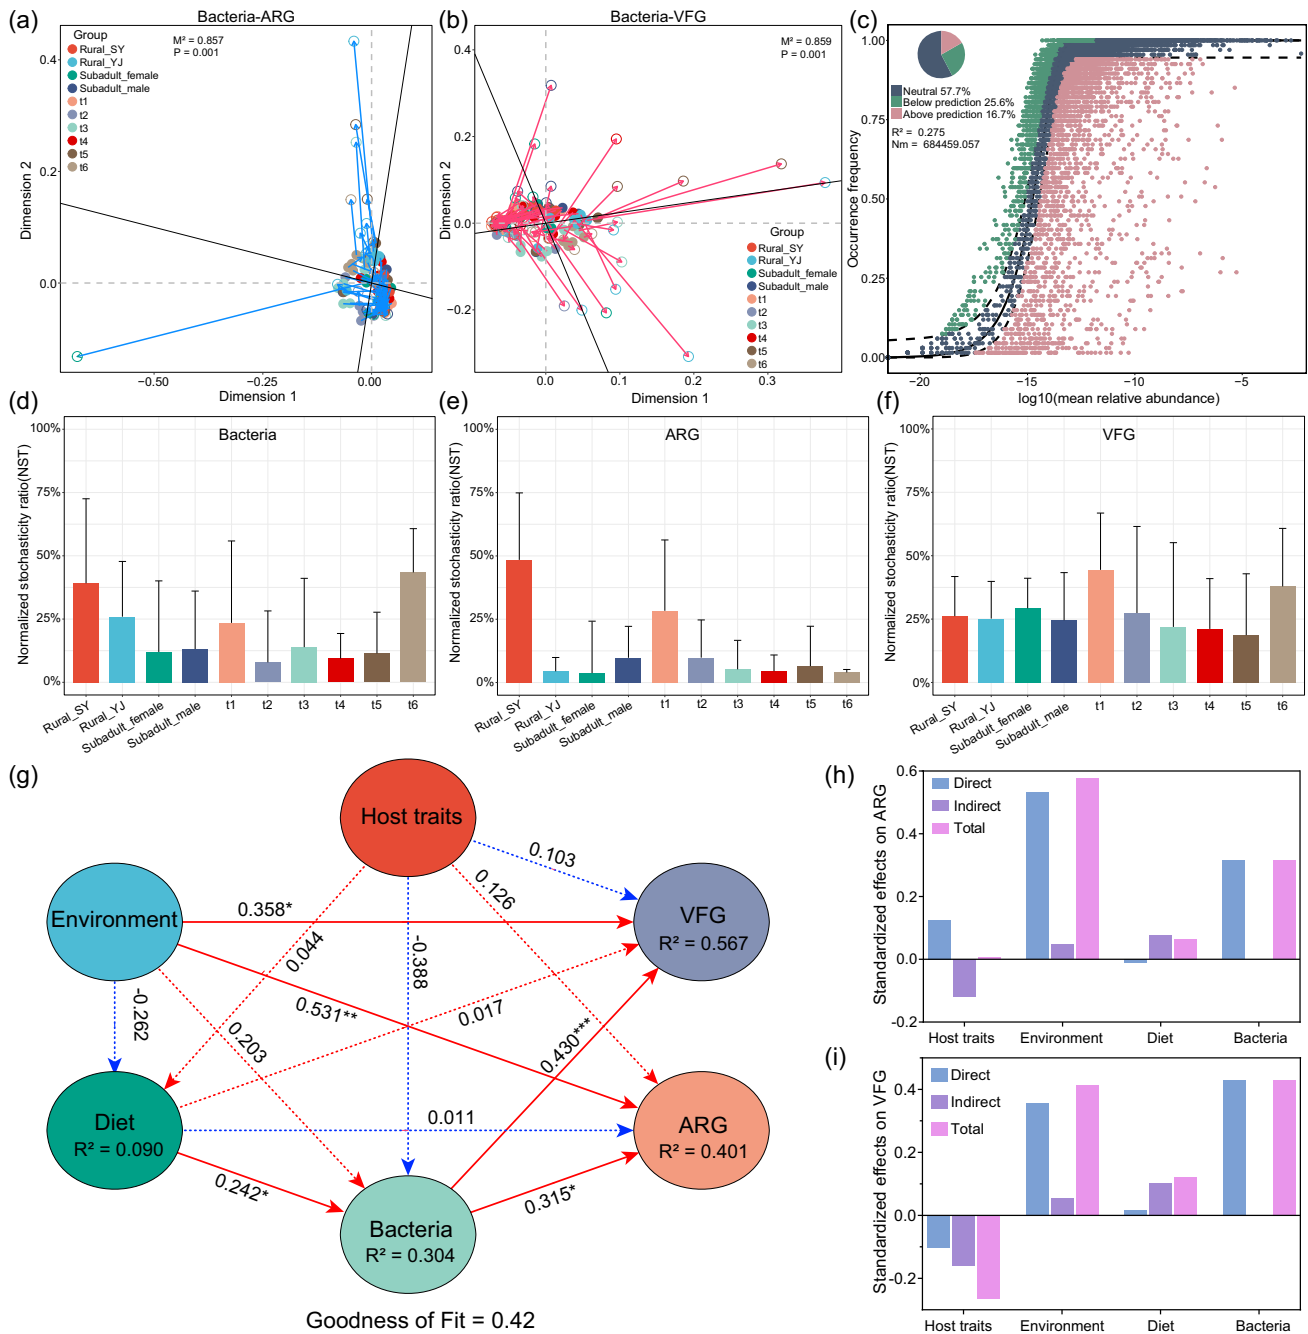 (a)
Bacteria-ARG
Group
Rural_SY
Rural_YJ
Subadult_female
Subadult_male
t1
t2
t3
t4
t5
t6
M² = 0.857
P = 0.001
Dimension 2
0.4
0.2
0.0
−0.50
−0.25
0.00
Dimension 1
(b)
Bacteria-VFG
M² = 0.859
P = 0.001
Dimension 2
0.4
0.2
0.0
−0.2
Group
Rural_SY
Rural_YJ
Subadult_female
Subadult_male
t1
t2
t3
t4
t5
t6
0.0
0.1
0.2
0.3
Dimension 1
(c)
Occurrence frequency
1.00
0.75
0.50
0.25
0.00
Neutral 57.7%
Below prediction 25.6%
Above prediction 16.7%
R² = 0.275
Nm = 684459.057
−20
−15
−10
−5
log10(mean relative abundance)
(d)
Bacteria
Normalized stochasticity ratio(NST)
100%
75%
50%
25%
0%
Rural_SY
Rural_YJ
Subadult_female
Subadult_male
t1
t2
t3
t4
t5
t6
(e)
ARG
Normalized stochasticity ratio(NST)
100%
75%
50%
25%
0%
Rural_SY
Rural_YJ
Subadult_female
Subadult_male
t1
t2
t3
t4
t5
t6
(f)
VFG
Normalized stochasticity ratio(NST)
100%
75%
50%
25%
0%
Rural_SY
Rural_YJ
Subadult_female
Subadult_male
t1
t2
t3
t4
t5
t6
(g)
Host traits
Environment
VFG
R² = 0.567
Diet
R² = 0.090
ARG
R² = 0.401
Bacteria
R² = 0.304
0.103
0.126
0.358*
0.044
-0.388
-0.262
0.531**
0.203
0.017
0.430***
0.011
0.242*
0.315*
Goodness of Fit = 0.42
(h)
Standardized effects on ARG
0.6
0.4
0.2
0.0
-0.2
Direct
Indirect
Total
Host traits
Environment
Diet
Bacteria
(i)
Standardized effects on VFG
0.4
0.2
0.0
-0.2
Direct
Indirect
Total
Host traits
Environment
Diet
Bacteria